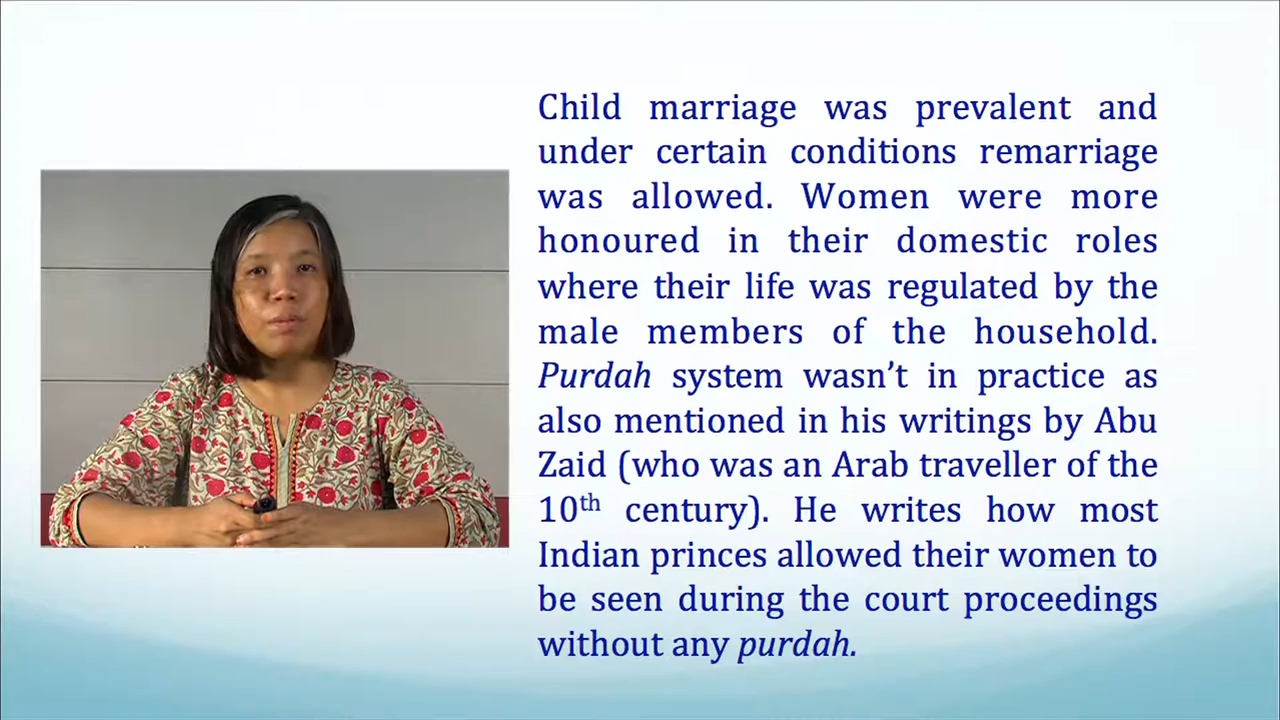 Child marriage was prevalent and
under certain conditions remarriage
was allowed. Women were more
honoured in their domestic roles
where their life was regulated by the
male members of the household.
Purdah system wasn't in practice as
also mentioned in his writings by Abu
Zaid (who was an Arab traveller of the
10th century). He writes how most
Indian princes allowed their women to
be seen during the court proceedings
without any purdah.